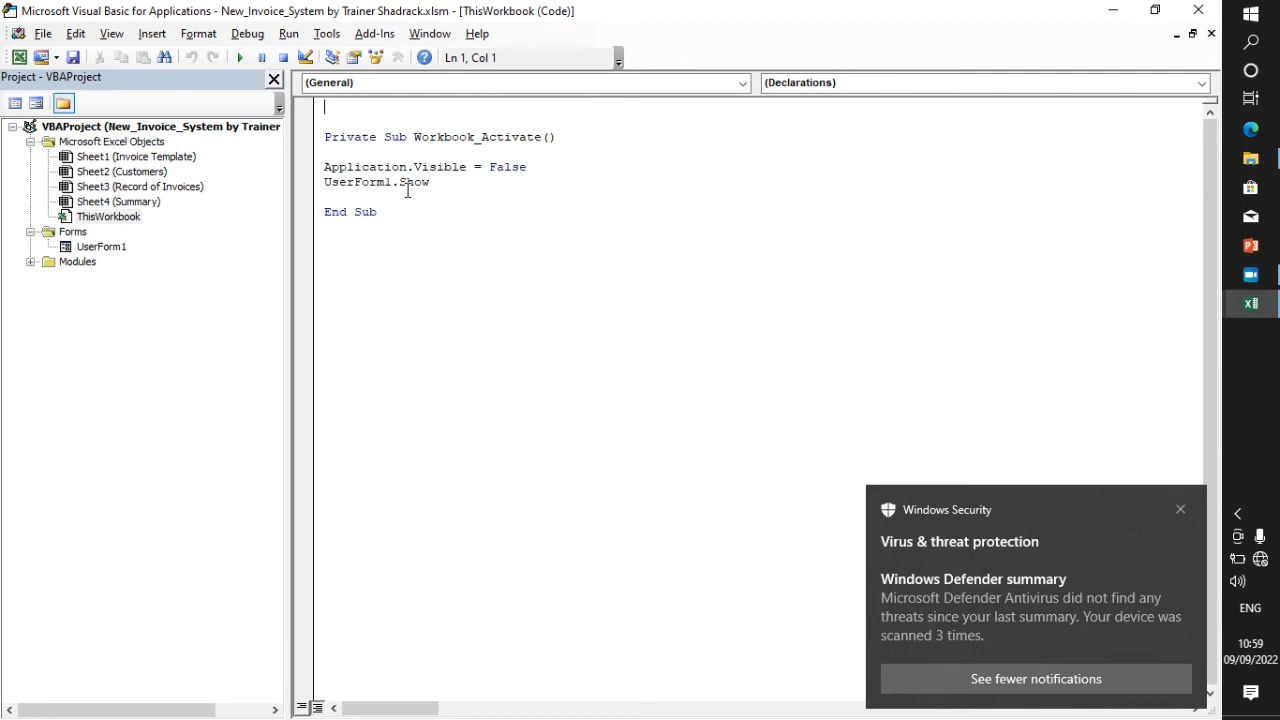 Microsoft Visual Basic for Applications - New_Invoice_System by Trainer Shadrack.xlsm - [ThisWorkbook (Code)]
File Edit View Insert Format Debug Run Tools Add-Ins Window Help
Ln 1, Col 1
Project - VBAProject
(General)
(Declarations)
VBAProject (New_Invoice_System by Trainer
Microsoft Excel Objects
Sheet1 (Invoice Template)
Sheet2 (Customers)
Sheet3 (Record of Invoices)
Sheet4 (Summary)
ThisWorkbook
Forms
UserForm1
Modules
Private Sub Workbook_Activate()
Application.Visible = False
UserForm1.Show
End Sub
Windows Security
Virus & threat protection
Windows Defender summary
Microsoft Defender Antivirus did not find any
threats since your last summary. Your device was
scanned 3 times.
See fewer notifications
ENG
10:59
09/09/2022